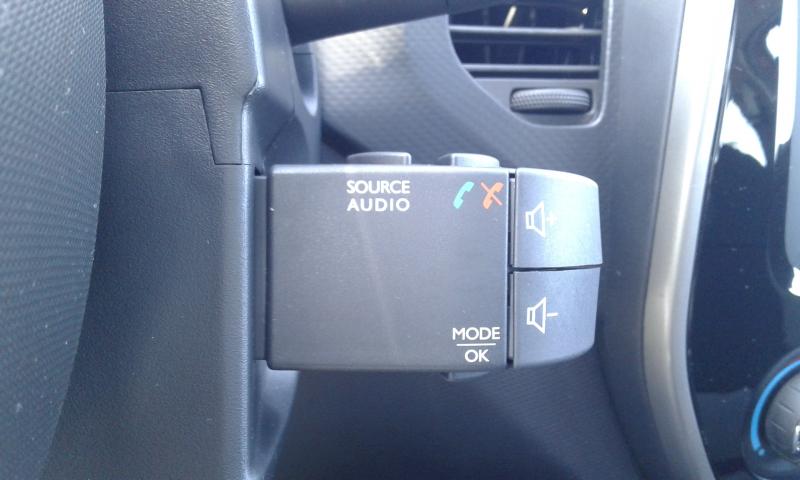 SOURCE
AUDIO
+
-
MODE
OK